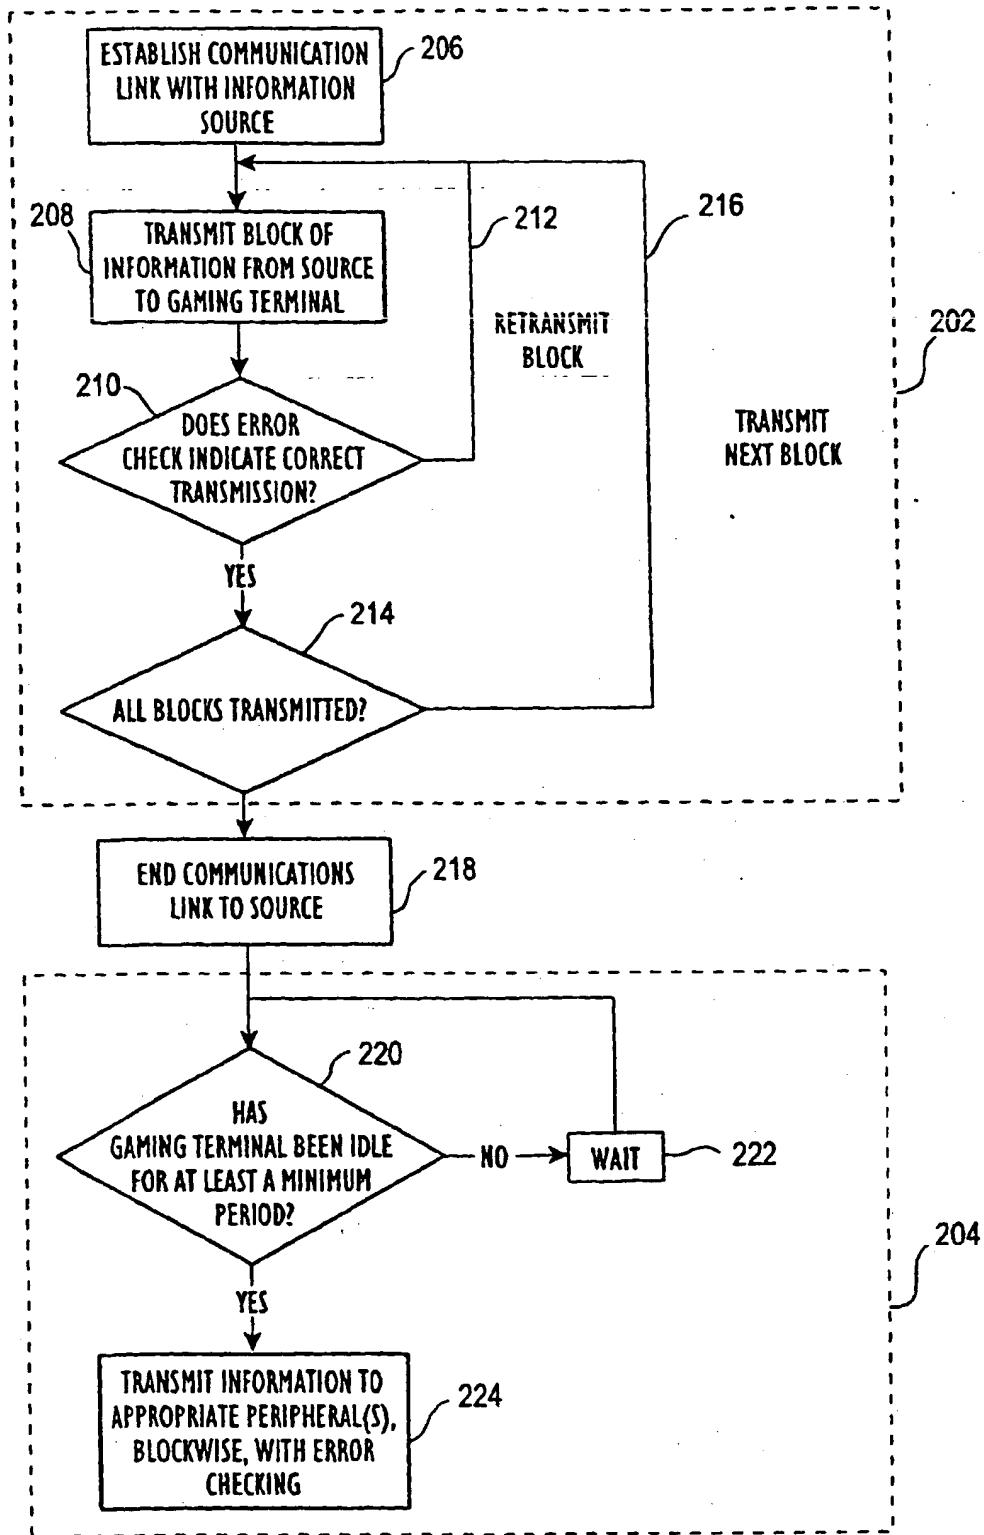 ESTABLISH COMMUNICATION
LINK WITH INFORMATION
SOURCE
206
208
TRANSMIT BLOCK OF
INFORMATION FROM SOURCE
TO GAMING TERMINAL
212
216
RETRANSMIT
BLOCK
202
210
DOES ERROR
CHECK INDICATE CORRECT
TRANSMISSION?
TRANSMIT
NEXT BLOCK
YES
214
ALL BLOCKS TRANSMITTED?
END COMMUNICATIONS
LINK TO SOURCE
218
220
HAS
GAMING TERMINAL BEEN IDLE
FOR AT LEAST A MINIMUM
PERIOD?
NO
WAIT
222
204
YES
TRANSMIT INFORMATION TO
APPROPRIATE PERIPHERAL(S),
BLOCKWISE, WITH ERROR
CHECKING
224